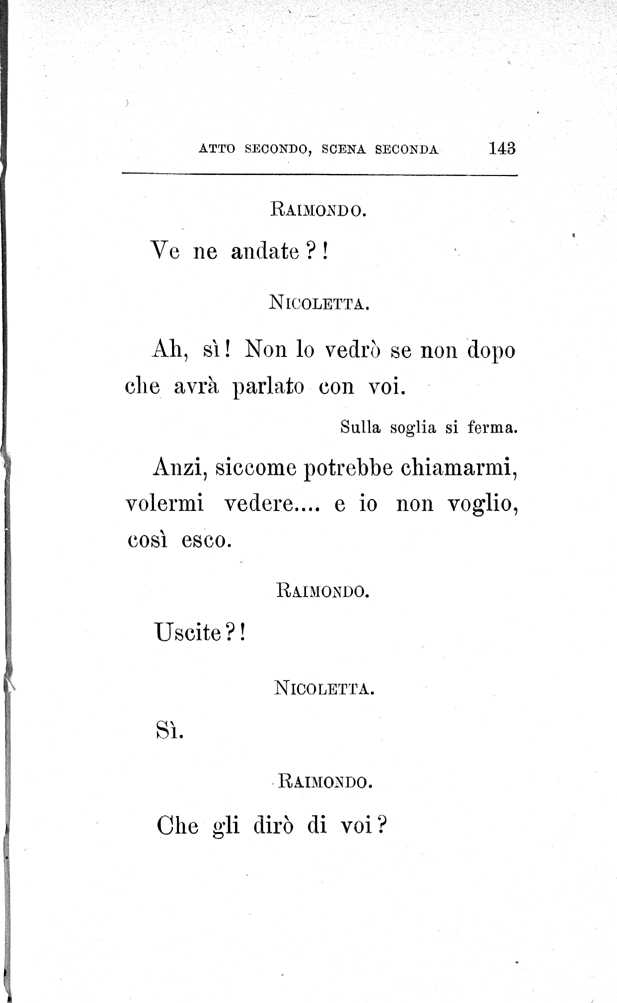 ATTO SECONDO, SCENA SECONDA 143
RAIMONDO.
Ve ne andate?!
NICOLETTA.
Ah, sì! Non lo vedrò se non dopo
che avrà parlato con voi.
Sulla soglia si ferma.
Anzi, siccome potrebbe chiamarmi,
volermi vedere.... e io non voglio,
così esco.
RAIMONDO.
Uscite?!
NICOLETTA.
Sì.
RAIMONDO.
Che gli dirò di voi?